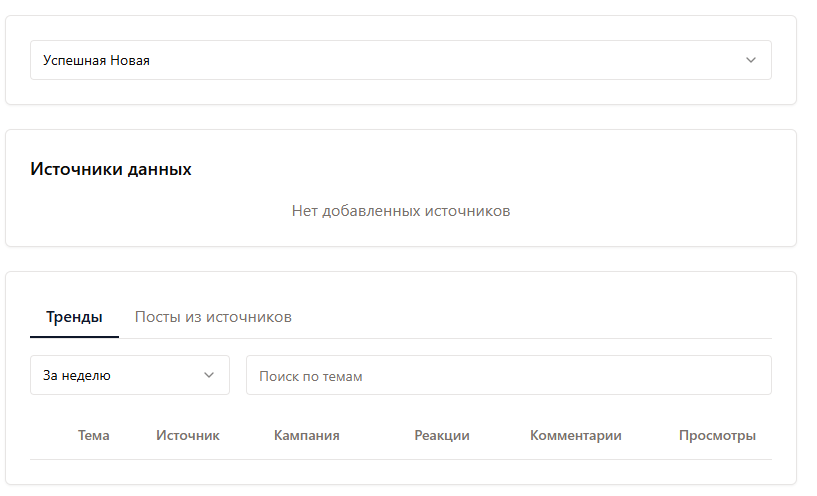 Успешная Новая
Источники данных
Нет добавленных источников
Тренды Посты из источников
За неделю Поиск по темам
Тема Источник Кампания Реакции Комментарии Просмотры